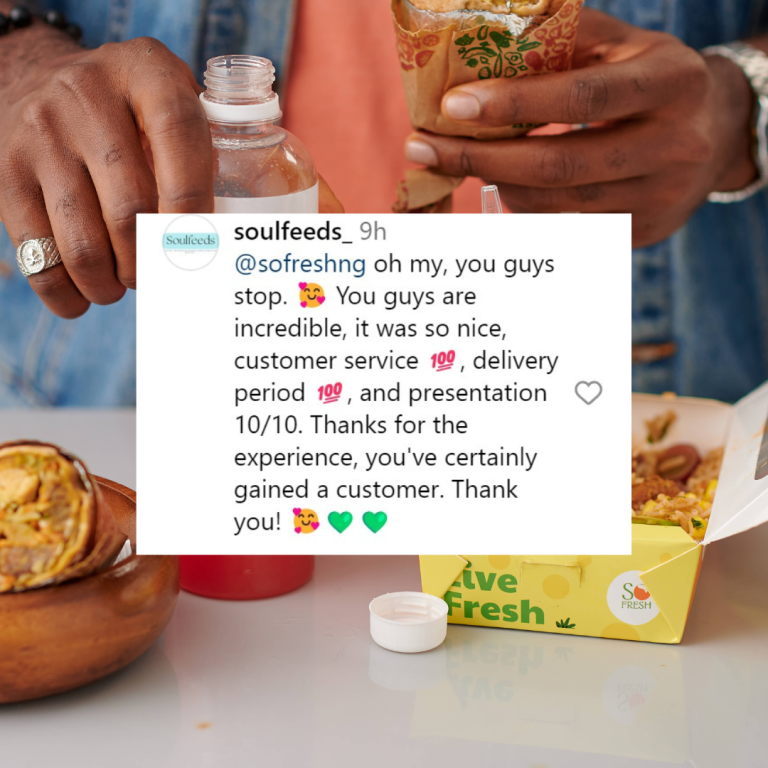 Soulfeeds
soulfeeds_ 9h
@sofreshng oh my, you guys
stop. 🥰 You guys are
incredible, it was so nice,
customer service 💯, delivery
period 💯, and presentation
10/10. Thanks for the
experience, you've certainly
gained a customer. Thank
you! 🥰 💚 💚
Live
Fresh
SO
FRESH